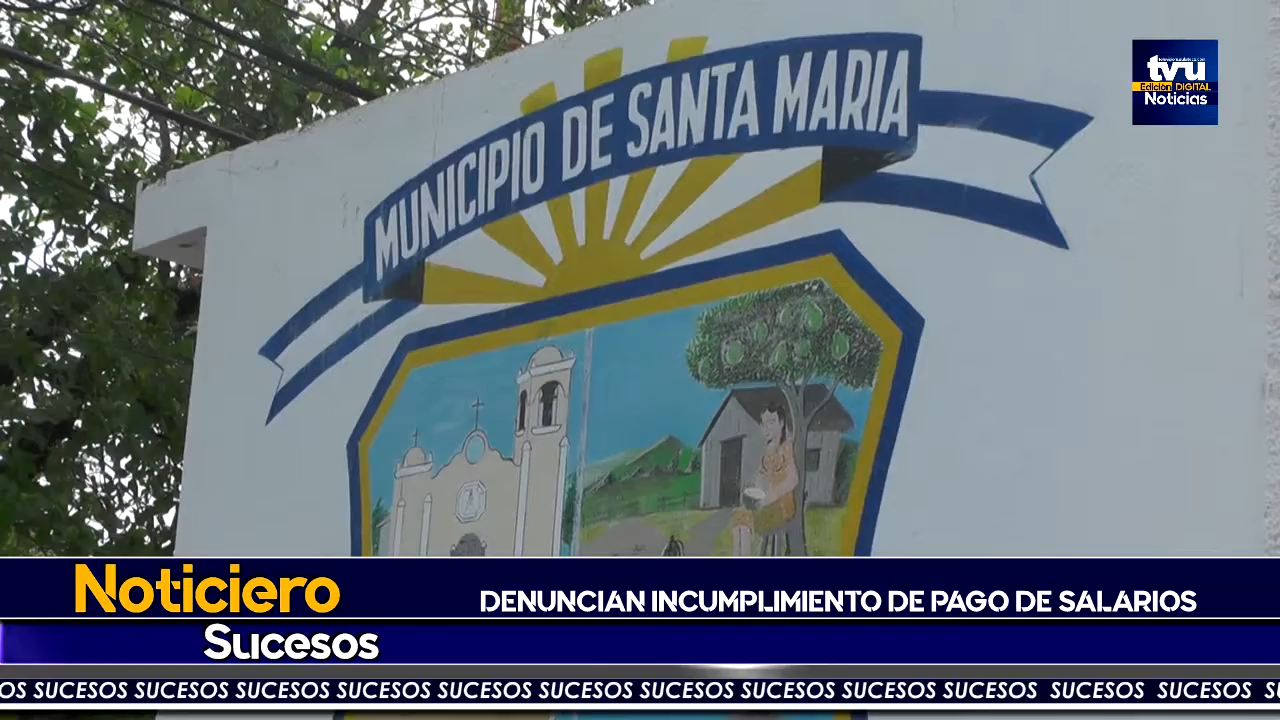 MUNICIPIO DE SANTA MARIA
tvu
Edición DIGITAL
Noticias
Noticiero
DENUNCIAN INCUMPLIMIENTO DE PAGO DE SALARIOS
Sucesos
OS SUCESOS SUCESOS SUCESOS SUCESOS SUCESOS SUCESOS SUCESOS SUCESOS SUCESOS SUCESOS SUCESOS SUCESOS S